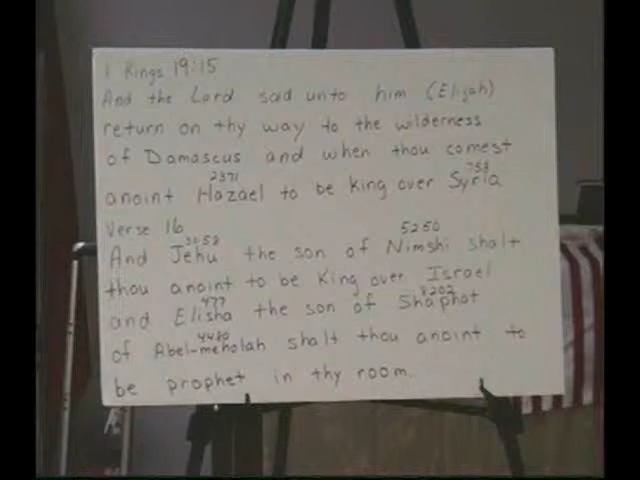 1 Kings 19:15
And the Lord said unto him (Elijah)
return on thy way to the wilderness
of Damascus and when thou comest
2371 758
anoint Hazael to be king over Syria
Verse 16
3058 5250
And Jehu the son of Nimshi shalt
thou anoint to be King over Israel
477 8202
and Elisha the son of Shaphat
of Abel-meholah shalt thou anoint to
be prophet in thy room.